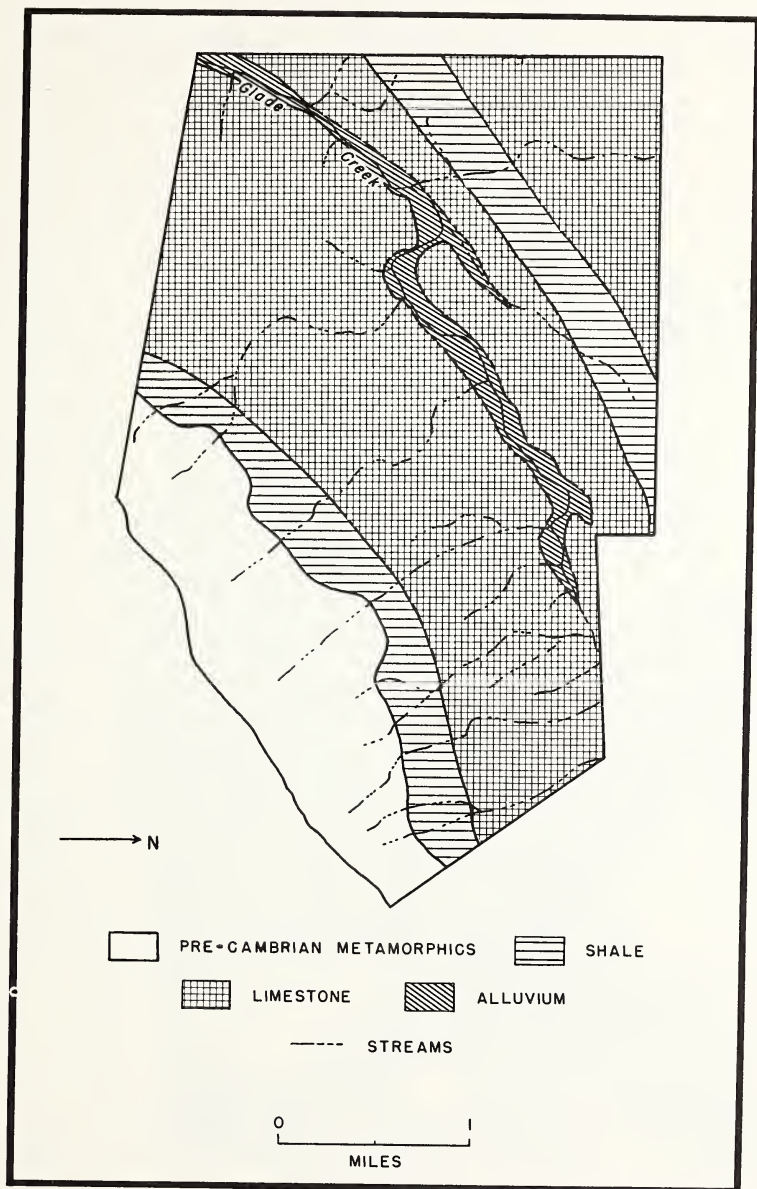 Glade
Creek
N
PRE-CAMBRIAN METAMORPHICS
SHALE
LIMESTONE
ALLUVIUM
STREAMS
0 1
MILES